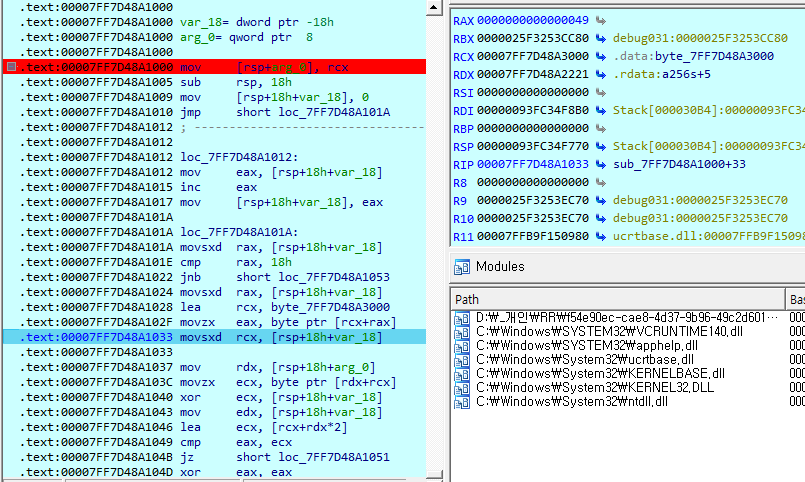 .text:00007FF7D48A1000
.text:00007FF7D48A1000 var_18= dword ptr -18h
.text:00007FF7D48A1000 arg_0= qword ptr  8
.text:00007FF7D48A1000
.text:00007FF7D48A1000 mov     [rsp+arg_0], rcx
.text:00007FF7D48A1005 sub     rsp, 18h
.text:00007FF7D48A1009 mov     [rsp+18h+var_18], 0
.text:00007FF7D48A1010 jmp     short loc_7FF7D48A101A
.text:00007FF7D48A1012 ; ---------------------------------
.text:00007FF7D48A1012
.text:00007FF7D48A1012 loc_7FF7D48A1012:
.text:00007FF7D48A1012 mov     eax, [rsp+18h+var_18]
.text:00007FF7D48A1015 inc     eax
.text:00007FF7D48A1017 mov     [rsp+18h+var_18], eax
.text:00007FF7D48A101A
.text:00007FF7D48A101A loc_7FF7D48A101A:
.text:00007FF7D48A101A movsxd  rax, [rsp+18h+var_18]
.text:00007FF7D48A101E cmp     rax, 18h
.text:00007FF7D48A1022 jnb     short loc_7FF7D48A1053
.text:00007FF7D48A1024 movsxd  rax, [rsp+18h+var_18]
.text:00007FF7D48A1028 lea     rcx, byte_7FF7D48A3000
.text:00007FF7D48A102F movzx   eax, byte ptr [rcx+rax]
.text:00007FF7D48A1033 movsxd  rcx, [rsp+18h+var_18]
.text:00007FF7D48A1033
.text:00007FF7D48A1037 mov     rdx, [rsp+18h+arg_0]
.text:00007FF7D48A103C movzx   ecx, byte ptr [rdx+rcx]
.text:00007FF7D48A1040 xor     ecx, [rsp+18h+var_18]
.text:00007FF7D48A1043 mov     edx, [rsp+18h+var_18]
.text:00007FF7D48A1046 lea     ecx, [rcx+rdx*2]
.text:00007FF7D48A1049 cmp     eax, ecx
.text:00007FF7D48A104B jz      short loc_7FF7D48A1051
.text:00007FF7D48A104D xor     eax, eax
RAX 0000000000000049
RBX 0000025F3253CC80 debug031:0000025F3253CC80
RCX 00007FF7D48A3000 .data:byte_7FF7D48A3000
RDX 00007FF7D48A2221 .rdata:a256s+5
RSI 0000000000000000
RDI 00000093FC34F8B0 Stack[000030B4]:00000093FC34
RBP 0000000000000000
RSP 00000093FC34F770 Stack[000030B4]:00000093FC34
RIP 00007FF7D48A1033 sub_7FF7D48A1000+33
R8 0000000000000000
R9 0000025F3253EC70 debug031:0000025F3253EC70
R10 0000025F3253EC70 debug031:0000025F3253EC70
R11 00007FFB9F150980 ucrtbase.dll:00007FFB9F15098
Modules
Path Bas
D:₩_개인₩RR₩f54e90ec-cae8-4d37-9b96-49c2d601··· 000
C:₩Windows₩SYSTEM32₩VCRUNTIME140.dll 000
C:₩Windows₩SYSTEM32₩apphelp.dll 000
C:₩Windows₩System32₩ucrtbase.dll 000
C:₩Windows₩System32₩KERNELBASE.dll 000
C:₩Windows₩System32₩KERNEL32.DLL 000
C:₩Windows₩System32₩ntdll.dll 000